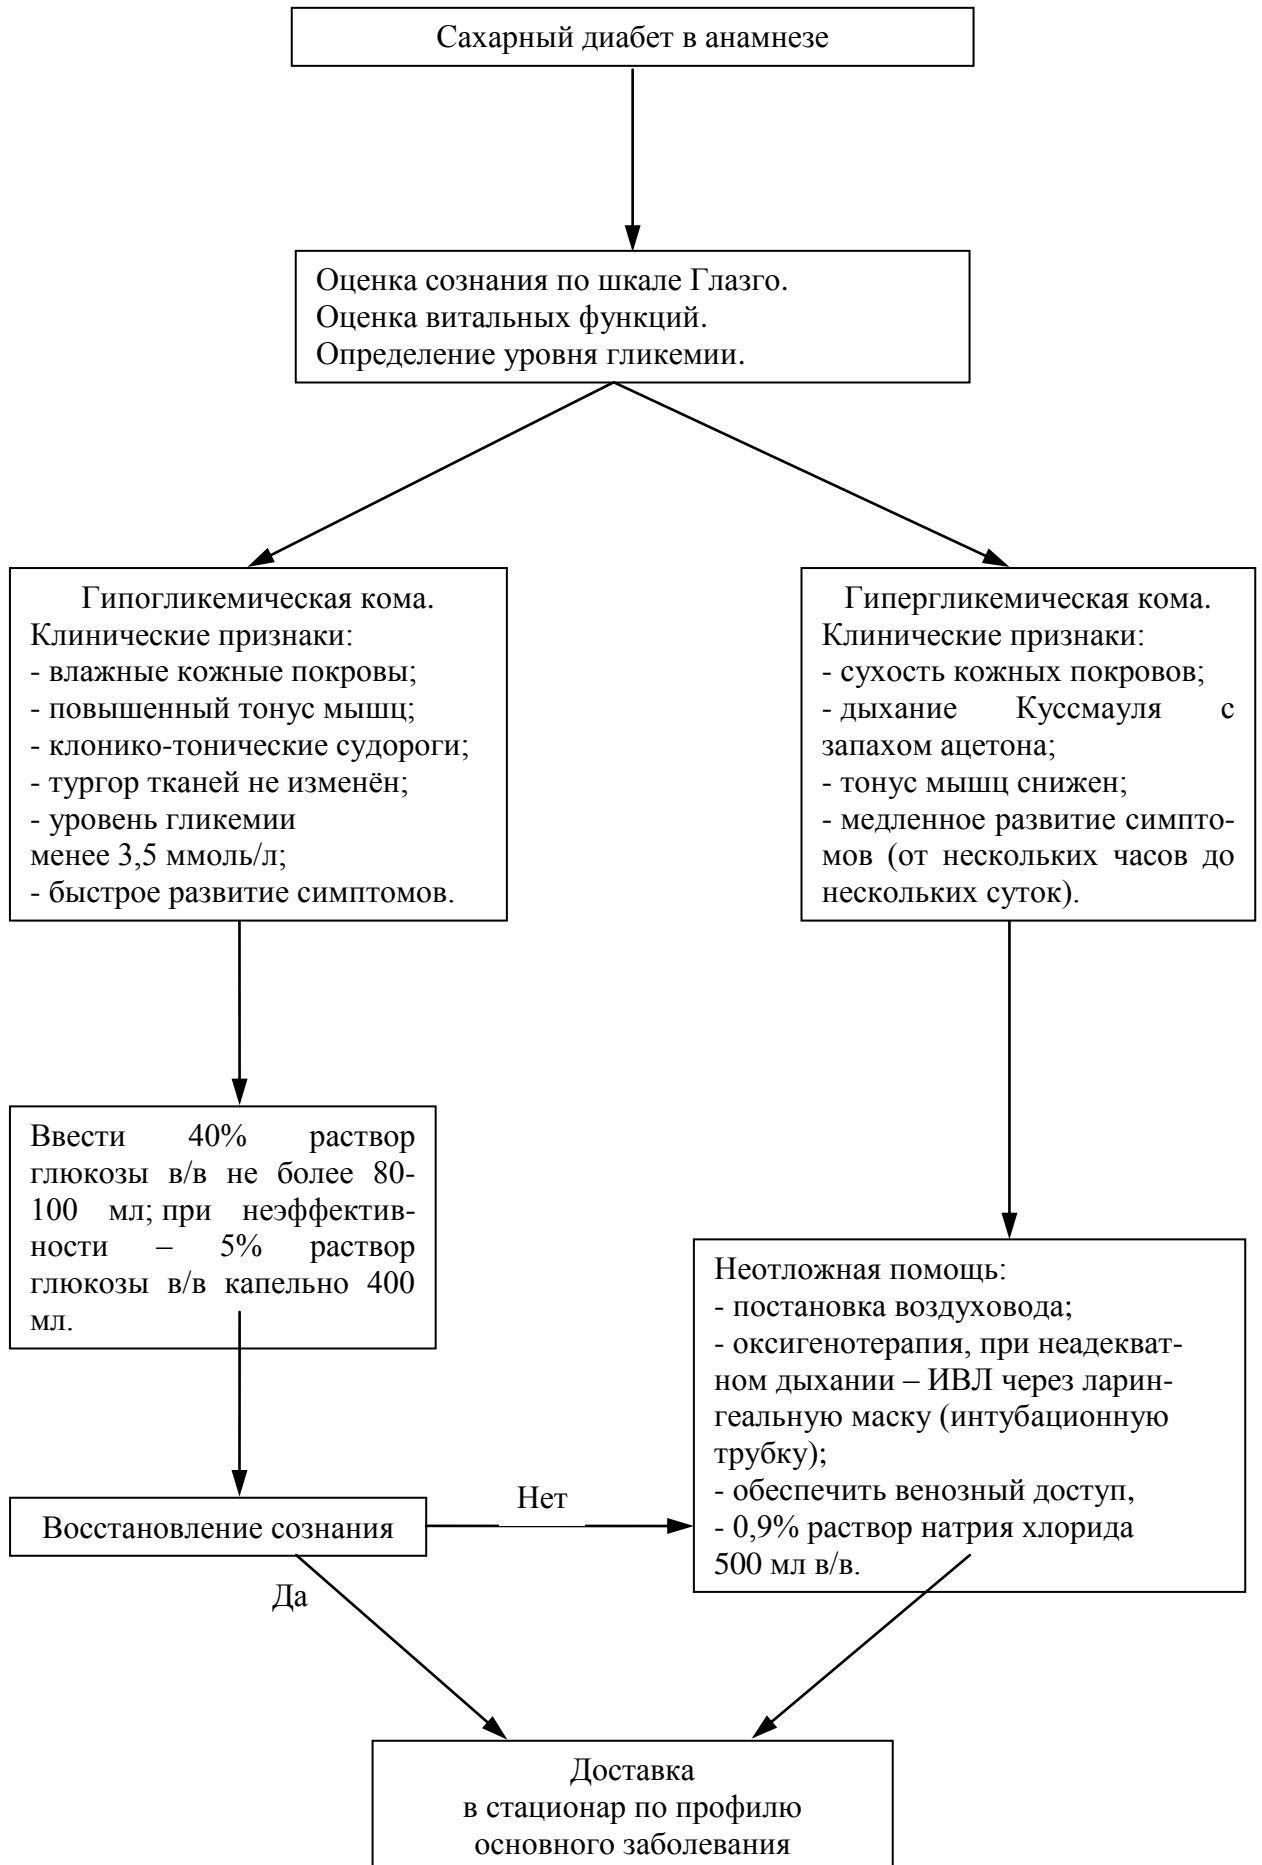 Сахарный диабет в анамнезе
Оценка сознания по шкале Глазго.
Оценка витальных функций.
Определение уровня гликемии.
Гипогликемическая кома.
Клинические признаки:
- влажные кожные покровы;
- повышенный тонус мышц;
- клонико-тонические судороги;
- тургор тканей не изменён;
- уровень гликемии
менее 3,5 ммоль/л;
- быстрое развитие симптомов.
Гипергликемическая кома.
Клинические признаки:
- сухость кожных покровов;
- дыхание Куссмауля с
запахом ацетона;
- тонус мышц снижен;
- медленное развитие симпто-
мов (от нескольких часов до
нескольких суток).
Ввести 40% раствор
глюкозы в/в не более 80-
100 мл; при неэффектив-
ности – 5% раствор
глюкозы в/в капельно 400
мл.
Неотложная помощь:
- постановка воздуховода;
- оксигенотерапия, при неадекват-
ном дыхании – ИВЛ через ларин-
геальную маску (интубационную
трубку);
- обеспечить венозный доступ,
- 0,9% раствор натрия хлорида
500 мл в/в.
Восстановление сознания
Нет
Да
Доставка
в стационар по профилю
основного заболевания